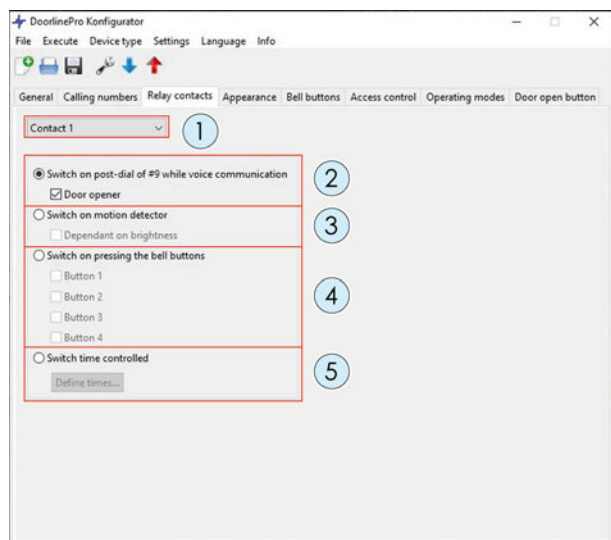 DoorlinePro Konfigurator
File Execute Device type Settings Language Info
General Calling numbers Relay contacts Appearance Bell buttons Access control Operating modes Door open button
Contact 1
1
Switch on post-dial of #9 while voice communication
2
Door opener
Switch on motion detector
3
Dependant on brightness
Switch on pressing the bell buttons
Button 1
Button 2
4
Button 3
Button 4
Switch time controlled
5
Define times...